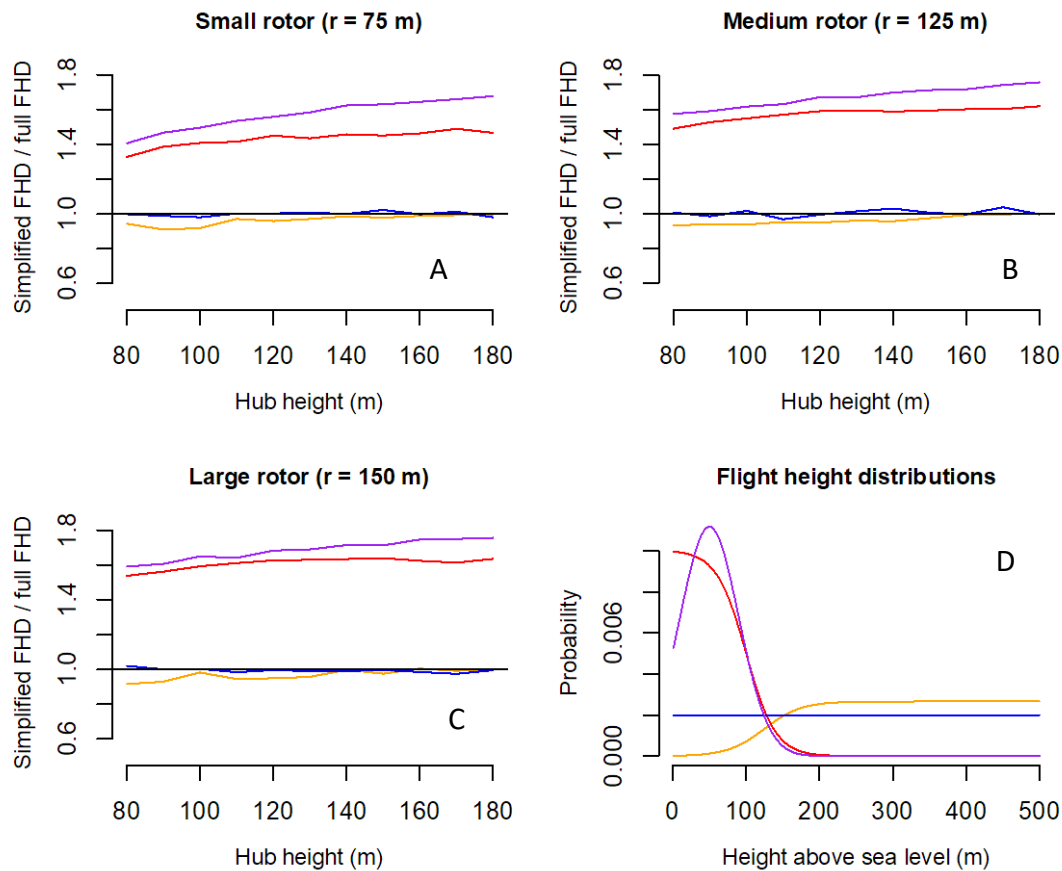 Small rotor (r = 75 m)
Simplified FHD / full FHD
0.6 1.0 1.4 1.8
A
80 100 120 140 160 180
Hub height (m)
Medium rotor (r = 125 m)
Simplified FHD / full FHD
0.6 1.0 1.4 1.8
B
80 100 120 140 160 180
Hub height (m)
Large rotor (r = 150 m)
Simplified FHD / full FHD
0.6 1.0 1.4 1.8
C
80 100 120 140 160 180
Hub height (m)
Flight height distributions
Probability
0.000 0.006
D
0 100 200 300 400 500
Height above sea level (m)